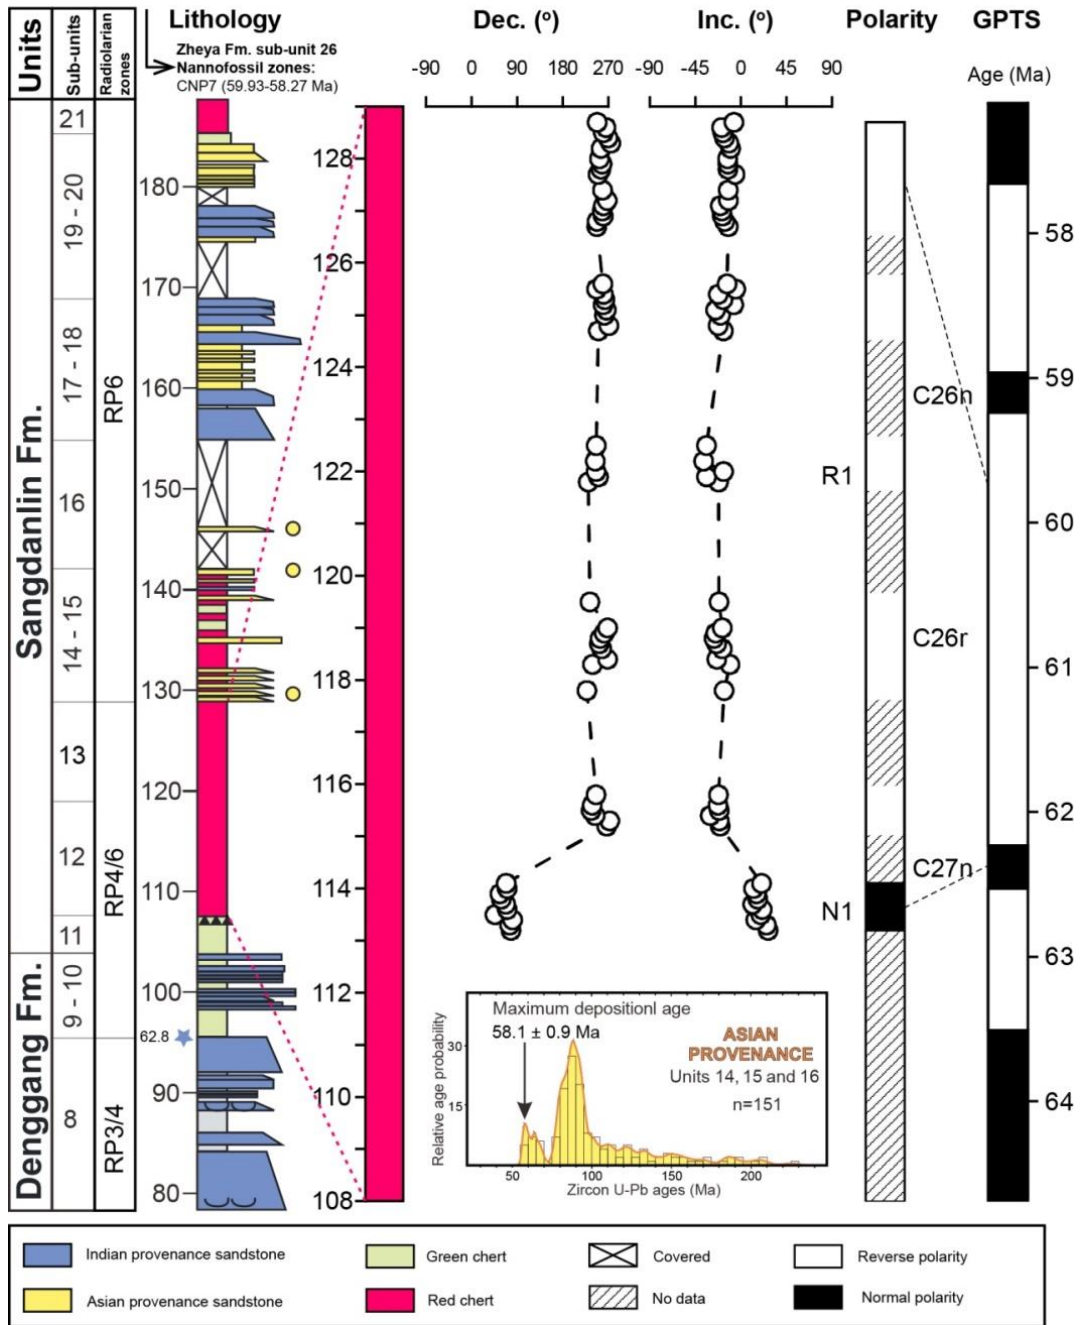 Units
Sub-units
Radiolarian zones
Lithology
Zheya Fm. sub-unit 26
Nannofossil zones:
CNP7 (59.93-58.27 Ma)
Dec. (°)
-90 0 90 180 270
Inc. (°)
-90 -45 0 45 90
Polarity
GPTS
Age (Ma)
Sangdanlin Fm.
Denggang Fm.
21
19 - 20
17 - 18
16
14 - 15
13
12
11
9 - 10
8
RP6
RP4/6
RP3/4
180
170
160
150
140
130
120
110
100
90
80
62.8
128
126
124
122
120
118
116
114
112
110
108
R1
N1
C26n
C26r
C27n
58
59
60
61
62
63
64
Maximum depositionl age
58.1 ± 0.9 Ma
ASIAN
PROVENANCE
Units 14, 15 and 16
n=151
Relative age probability
30
15
50 100 150 200
Zircon U-Pb ages (Ma)
Indian provenance sandstone
Green chert
Covered
Reverse polarity
Asian provenance sandstone
Red chert
No data
Normal polarity